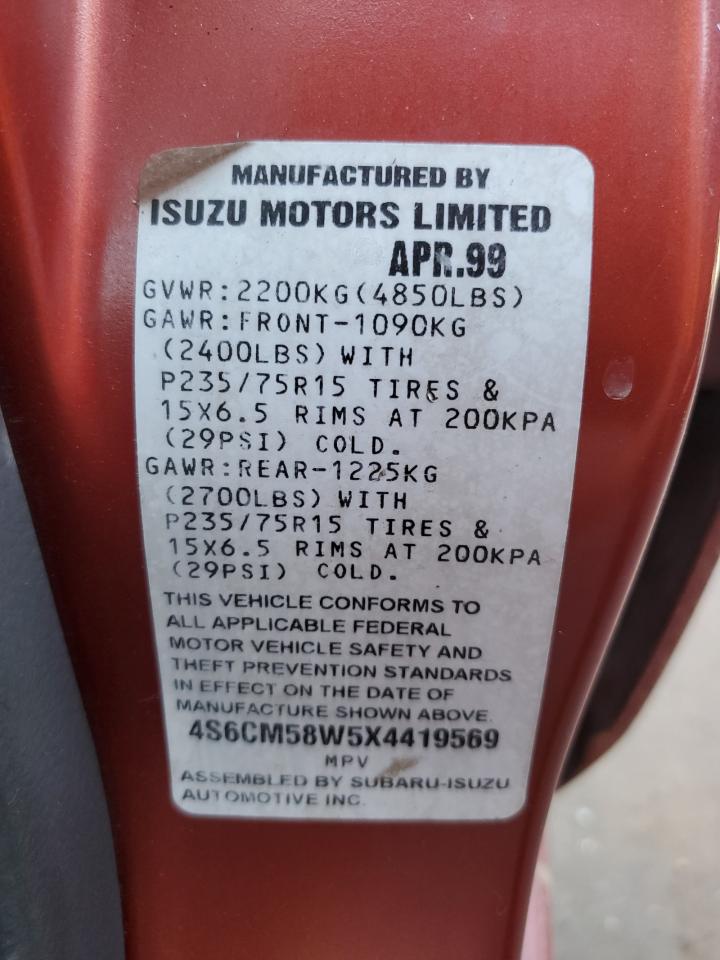 MANUFACTURED BY
ISUZU MOTORS LIMITED
APR.99
GVWR:2200KG(4850LBS)
GAWR:FRONT-1090KG
(2400LBS) WITH
P235/75R15 TIRES &
15X6.5 RIMS AT 200KPA
(29PSI) COLD.
GAWR:REAR-1225KG
(2700LBS) WITH
P235/75R15 TIRES &
15X6.5 RIMS AT 200KPA
(29PSI) COLD.
THIS VEHICLE CONFORMS TO
ALL APPLICABLE FEDERAL
MOTOR VEHICLE SAFETY AND
THEFT PREVENTION STANDARDS
IN EFFECT ON THE DATE OF
MANUFACTURE SHOWN ABOVE.
4S6CM58W5X4419569
MPV
ASSEMBLED BY SUBARU-ISUZU
AUTOMOTIVE INC.